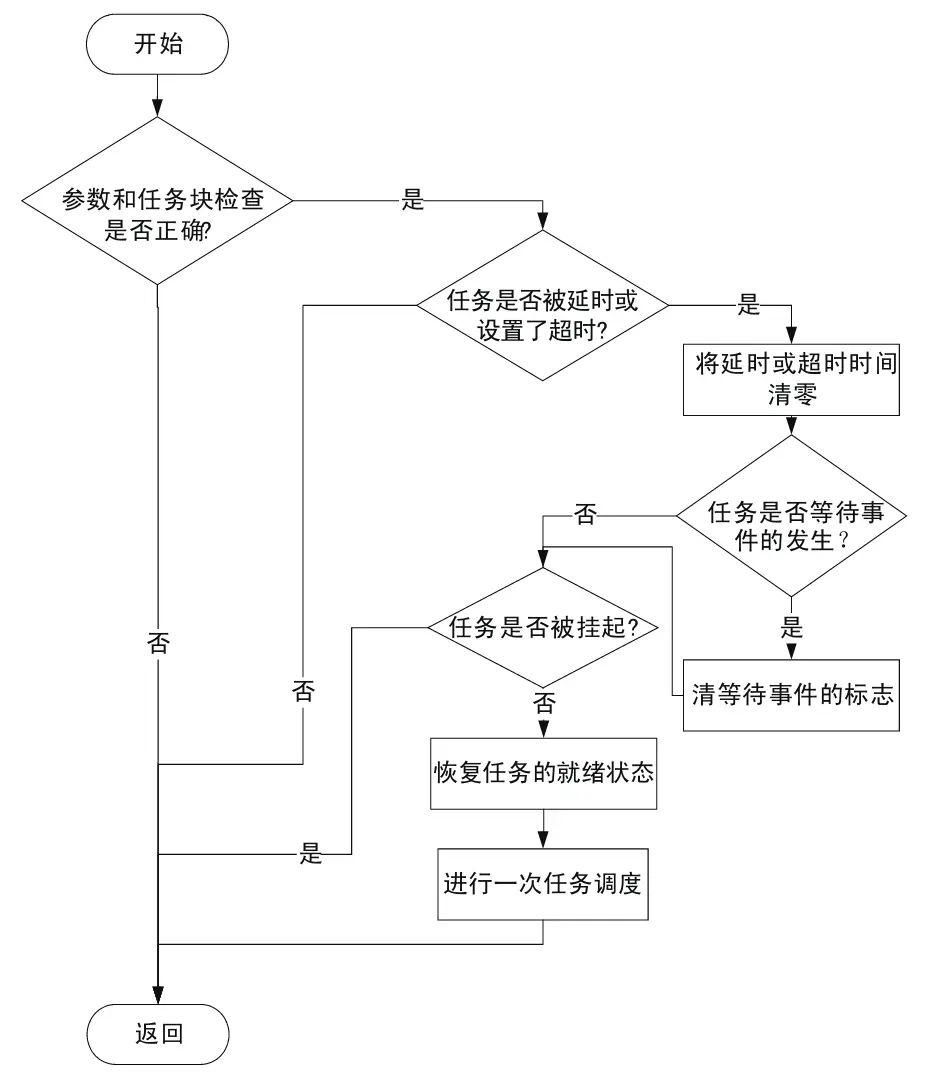 开始
参数和任务块检查
是否正确?
是
任务是否被延时或
设置了超时?
是
将延时或超时时间
清零
任务是否等待事
件的发生?
否
是
任务是否被挂起?
清等待事件的标志
否
否
否
恢复任务的就绪状态
是
进行一次任务调度
返回